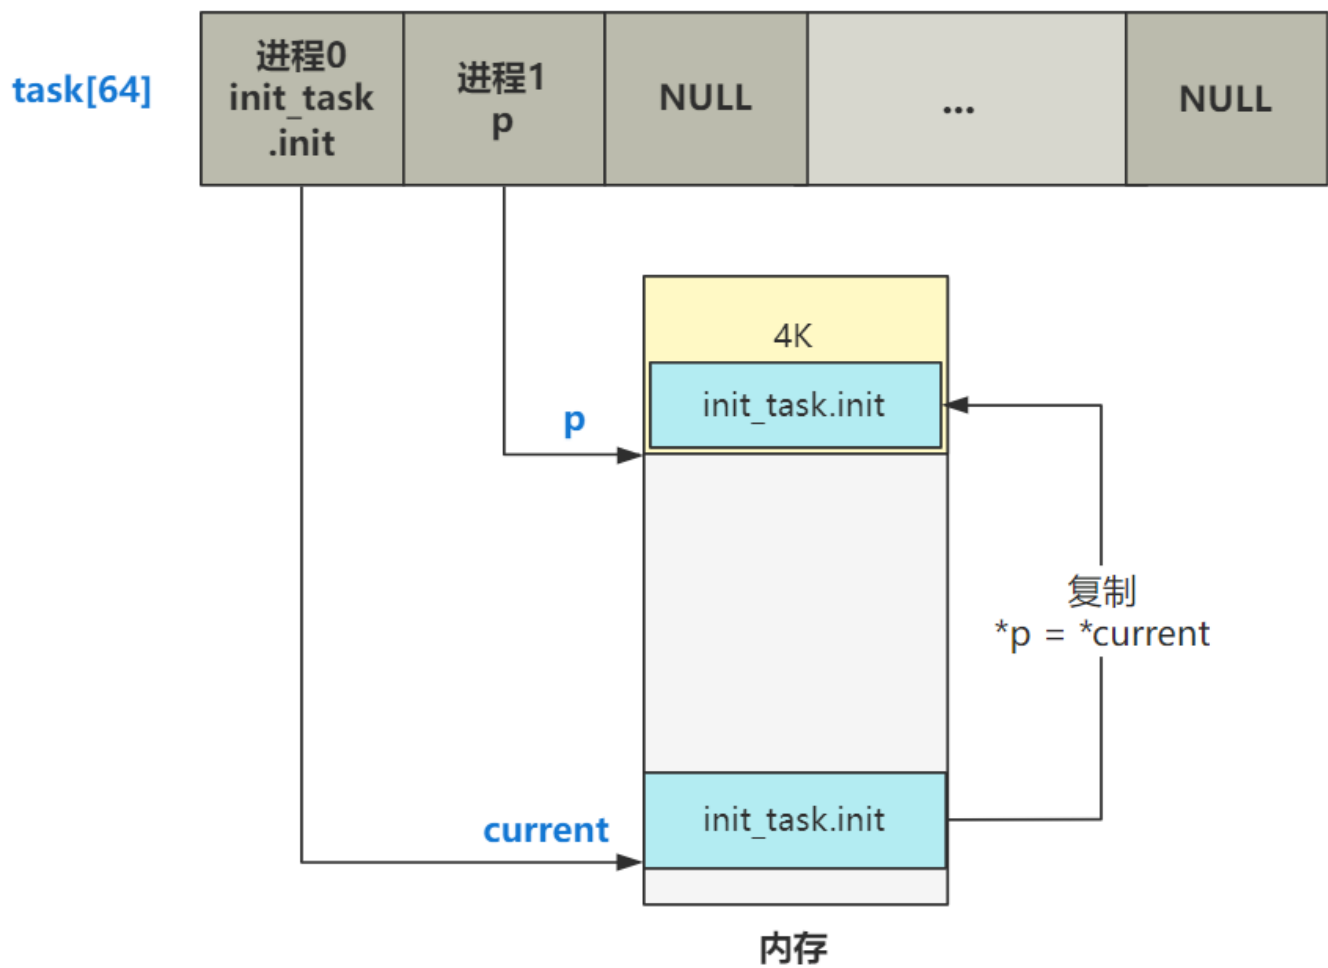 task[64]
进程0
init_task
.init
进程1
p
NULL
...
NULL
4K
init_task.init
p
复制
*p = *current
init_task.init
current
内存